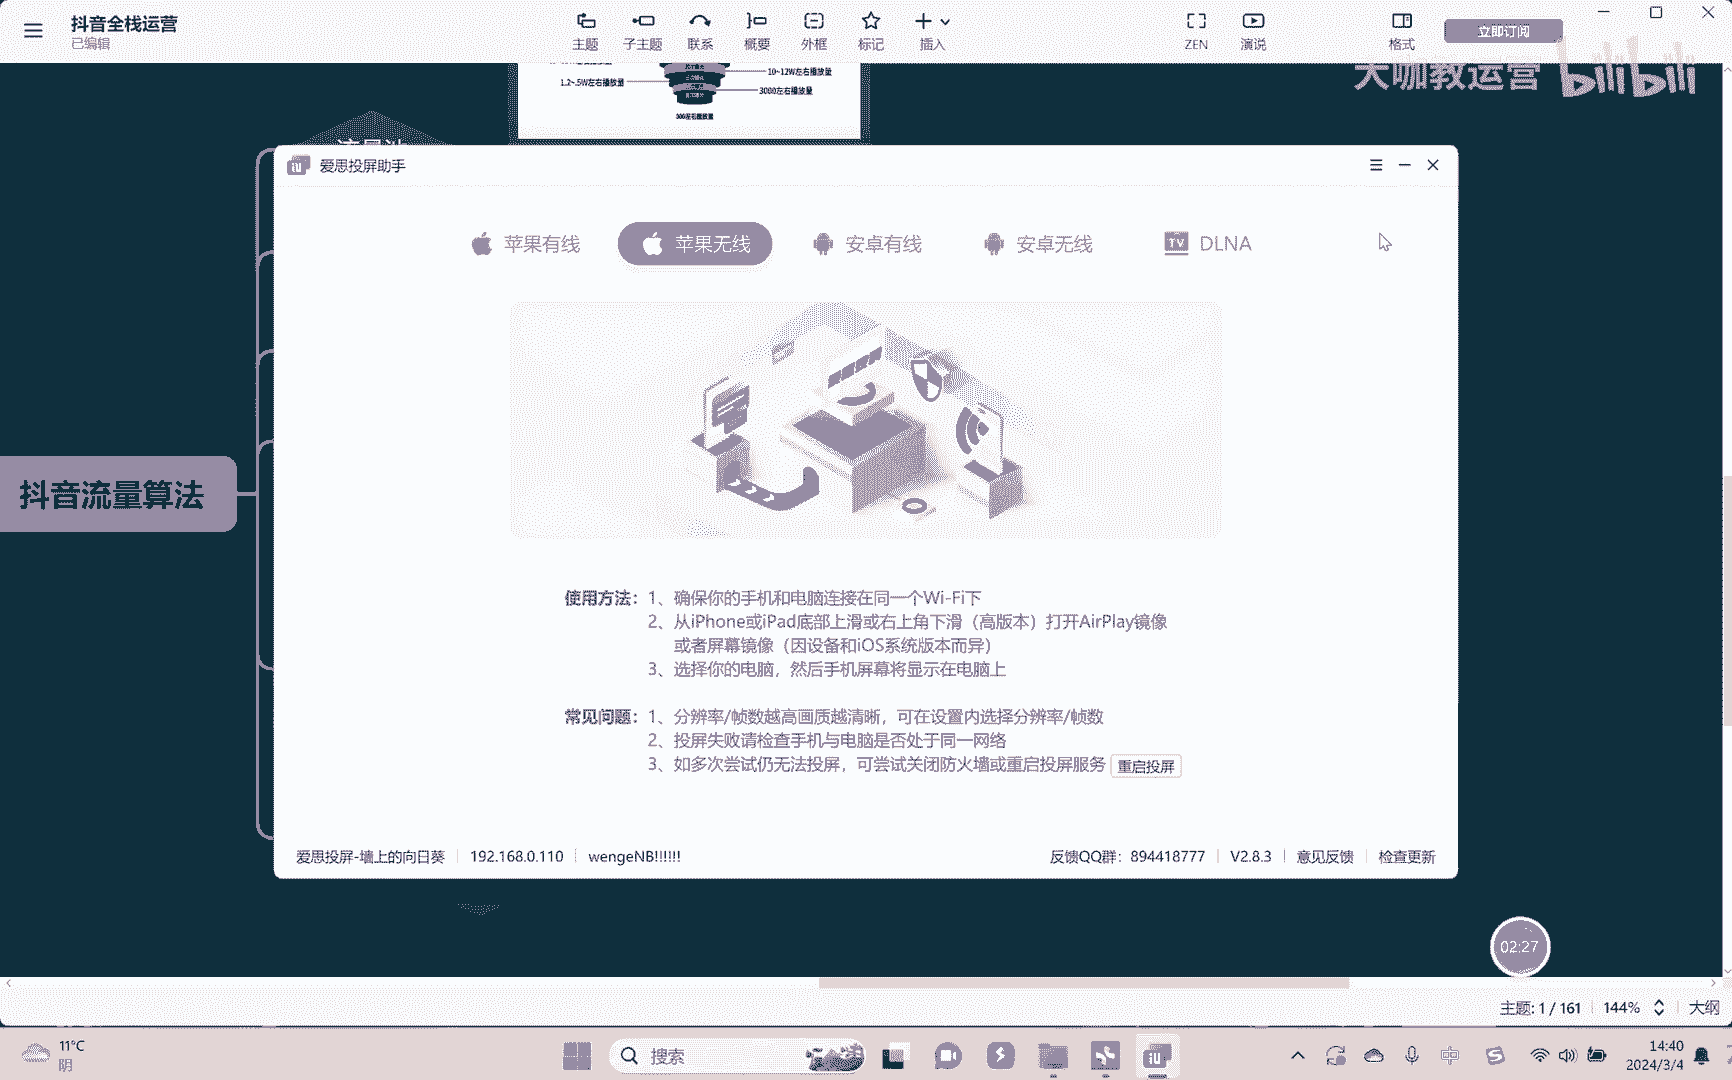 抖音全栈运营
已编辑
主题
子主题
联系
概要
外框
标记
插入
ZEN
演说
格式
立即订阅
大咖教运营 bilibili
10~12W左右播放量
1.2~.5W左右播放量
3000左右播放量
300左右播放量
抖音流量算法
爱思投屏助手
苹果有线
苹果无线
安卓有线
安卓无线
TV DLNA
使用方法：1、确保你的手机和电脑连接在同一个Wi-Fi下
2、从iPhone或iPad底部上滑或右上角下滑（高版本）打开AirPlay镜像
或者屏幕镜像（因设备和iOS系统版本而异）
3、选择你的电脑，然后手机屏幕将显示在电脑上
常见问题：1、分辨率/帧数越高画质越清晰，可在设置内选择分辨率/帧数
2、投屏失败请检查手机与电脑是否处于同一网络
3、如多次尝试仍无法投屏，可尝试关闭防火墙或重启投屏服务 重启投屏
爱思投屏-墙上的向日葵
192.168.0.110
wengeNB!!!!!!
反馈QQ群：894418777
V2.8.3
意见反馈
检查更新
02:27
主题: 1 / 161
144%
大纲
11°C
阴
搜索
中
14:40
2024/3/4